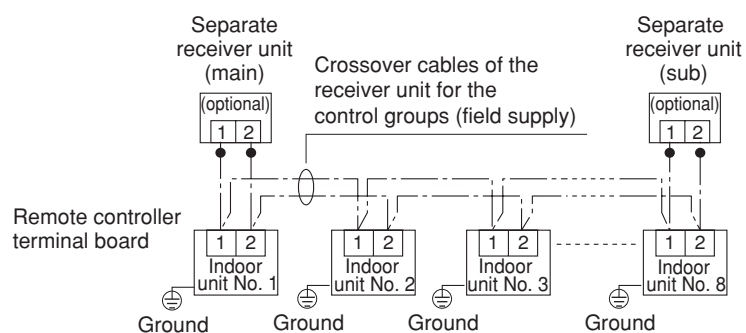 Separate
receiver unit
(main)
(optional)
1 2
Crossover cables of the
receiver unit for the
control groups (field supply)
Separate
receiver unit
(sub)
(optional)
1 2
Remote controller
terminal board
1 2
Indoor
unit No. 1
Ground
1 2
Indoor
unit No. 2
Ground
1 2
Indoor
unit No. 3
Ground
1 2
Indoor
unit No. 8
Ground